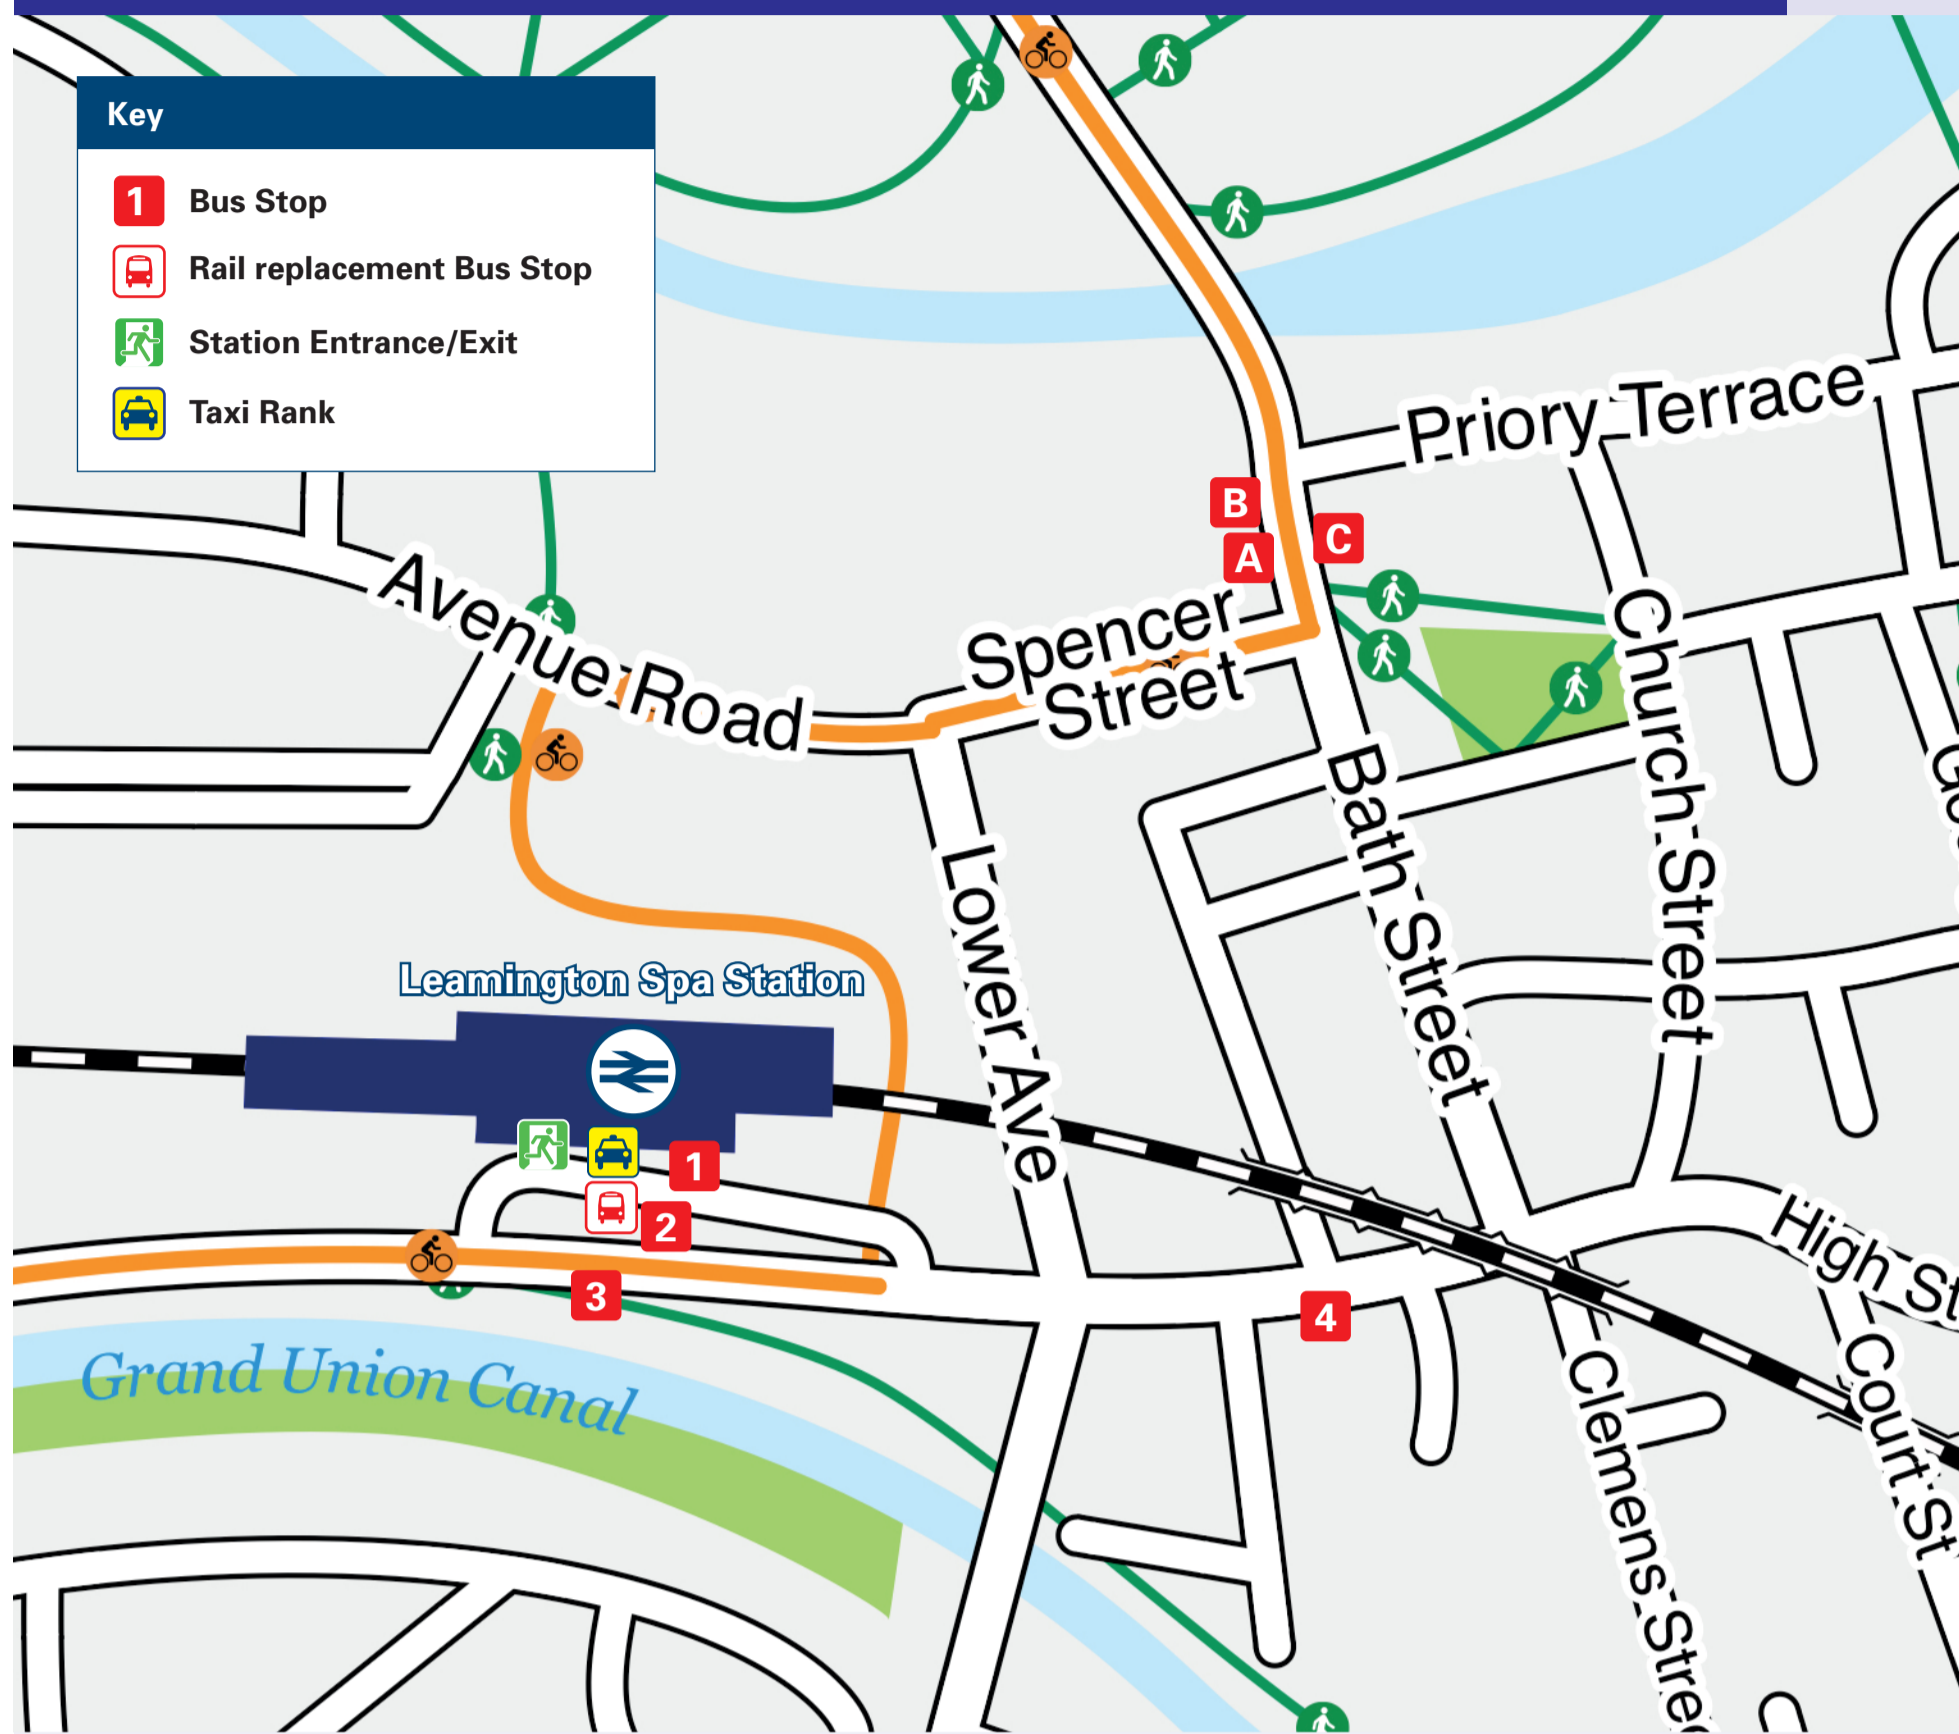 Key
1 Bus Stop
Rail replacement Bus Stop
Station Entrance/Exit
Taxi Rank
Priory Terrace
B
A
C
Avenue Road
Spencer
Street
Church Street
Bath Street
Lower Ave
Leamington Spa Station
1
2
3
4
High St
Court St
Clemens Stree
Grand Union Canal